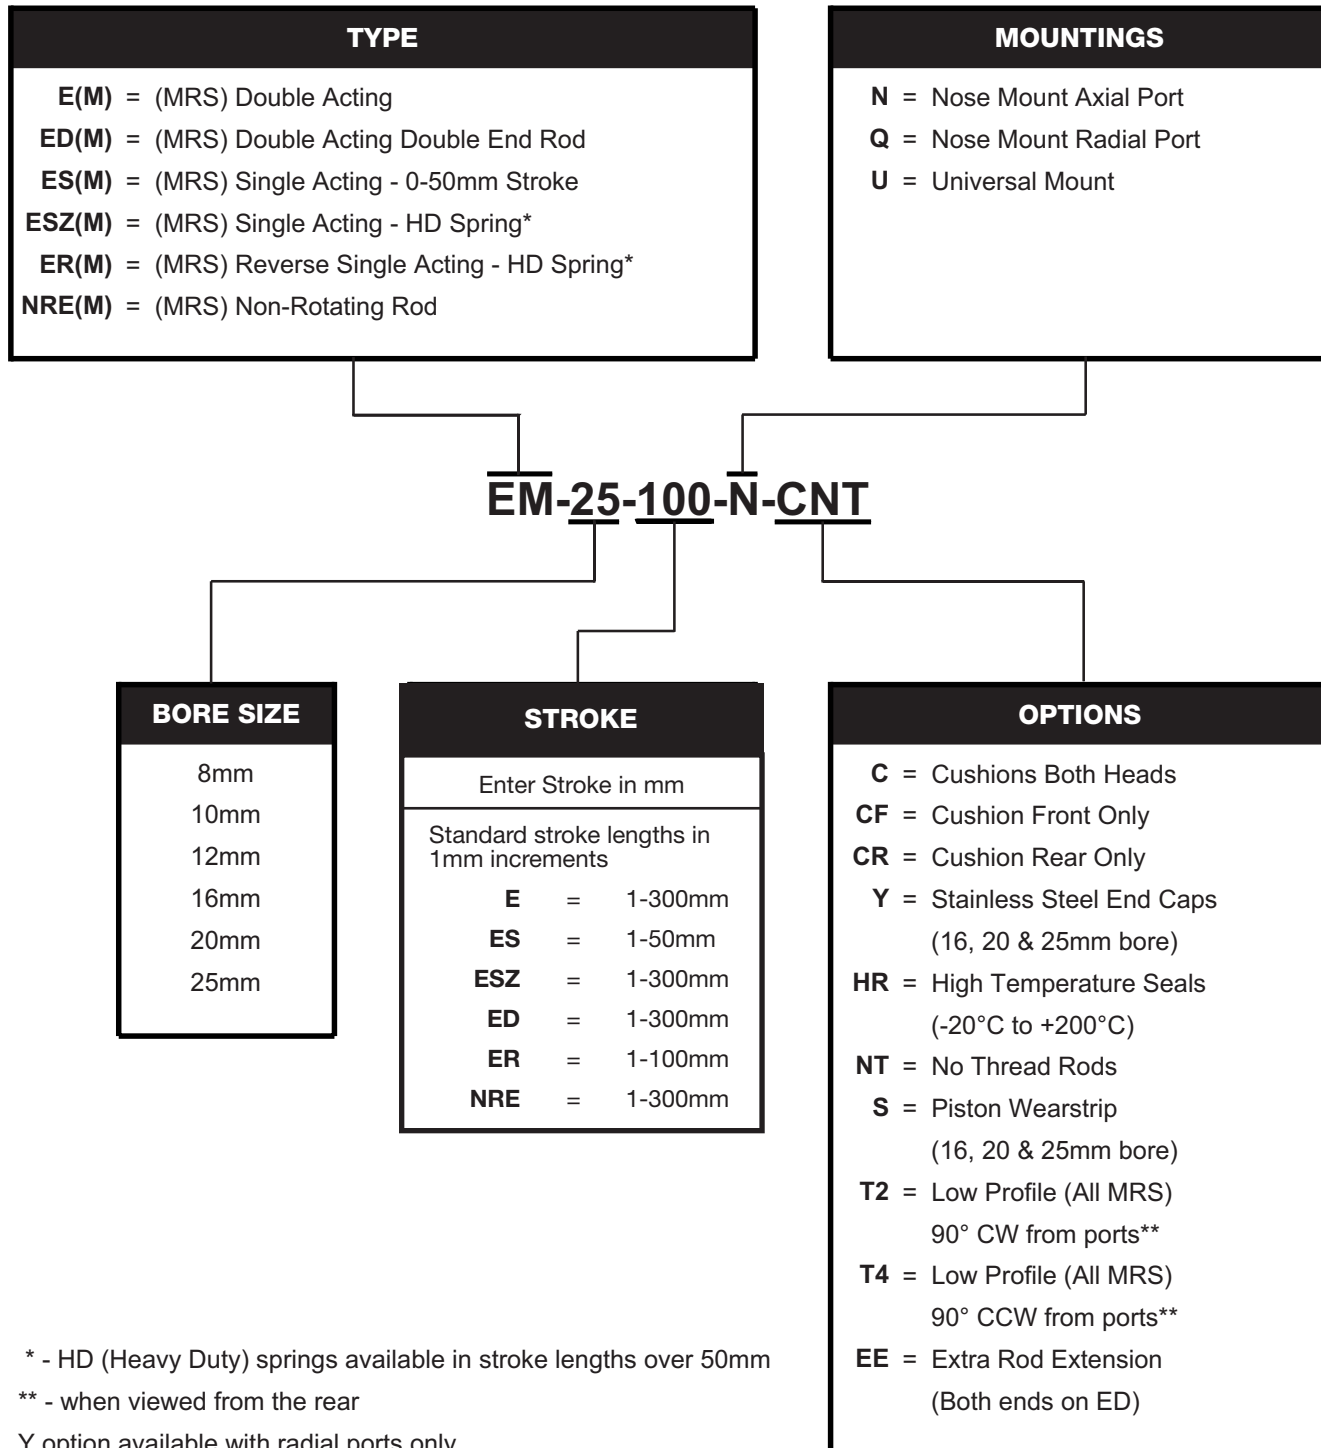 TYPE
E(M) = (MRS) Double Acting
ED(M) = (MRS) Double Acting Double End Rod
ES(M) = (MRS) Single Acting - 0-50mm Stroke
ESZ(M) = (MRS) Single Acting - HD Spring*
ER(M) = (MRS) Reverse Single Acting - HD Spring*
NRE(M) = (MRS) Non-Rotating Rod
MOUNTINGS
N = Nose Mount Axial Port
Q = Nose Mount Radial Port
U = Universal Mount
EM-25-100-N-CNT
BORE SIZE
8mm
10mm
12mm
16mm
20mm
25mm
STROKE
Enter Stroke in mm
Standard stroke lengths in
1mm increments
E = 1-300mm
ES = 1-50mm
ESZ = 1-300mm
ED = 1-300mm
ER = 1-100mm
NRE = 1-300mm
OPTIONS
C = Cushions Both Heads
CF = Cushion Front Only
CR = Cushion Rear Only
Y = Stainless Steel End Caps
(16, 20 & 25mm bore)
HR = High Temperature Seals
(-20°C to +200°C)
NT = No Thread Rods
S = Piston Wearstrip
(16, 20 & 25mm bore)
T2 = Low Profile (All MRS)
90° CW from ports**
T4 = Low Profile (All MRS)
90° CCW from ports**
EE = Extra Rod Extension
(Both ends on ED)
* - HD (Heavy Duty) springs available in stroke lengths over 50mm
** - when viewed from the rear
Y option available with radial ports only